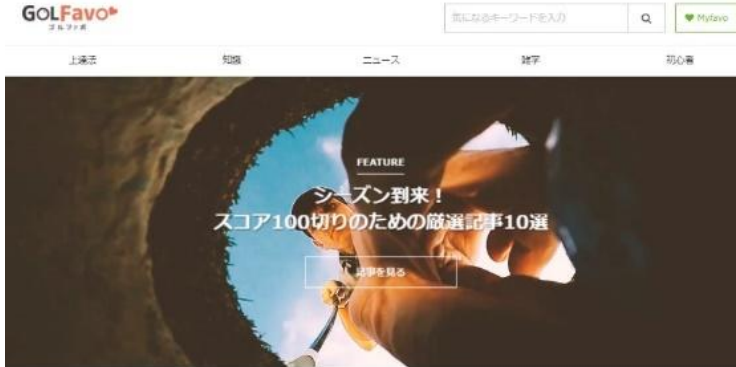 GOLFavo
ゴルファボ
気になるキーワードを入力
Myfavo
上達法
知識
ニュース
雑学
初心者
FEATURE
シーズン到来！
スコア100切りのための厳選記事10選
記事を見る